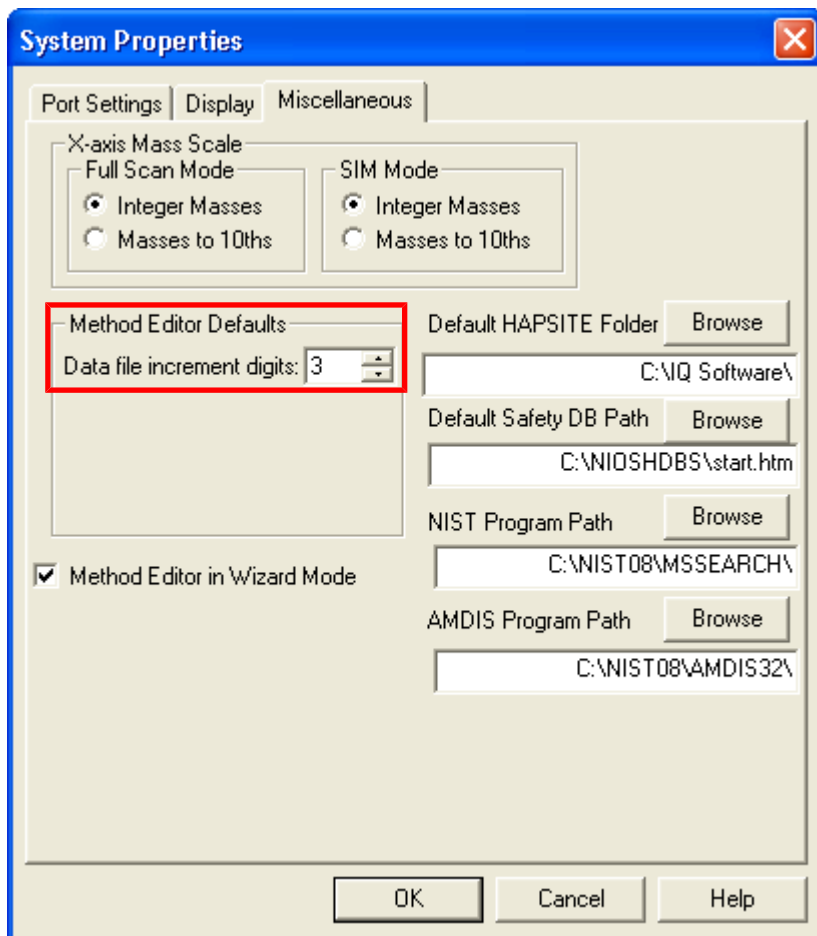 System Properties
Port Settings
Display
Miscellaneous
X-axis Mass Scale
Full Scan Mode
Integer Masses
Masses to 10ths
SIM Mode
Integer Masses
Masses to 10ths
Method Editor Defaults
Data file increment digits: 3
Method Editor in Wizard Mode
Default HAPSITE Folder
Browse
C:\IQ Software\
Default Safety DB Path
Browse
C:\NIOSHDBS\start.htm
NIST Program Path
Browse
C:\NIST08\MSSEARCH\
AMDIS Program Path
Browse
C:\NIST08\AMDIS32\
OK
Cancel
Help